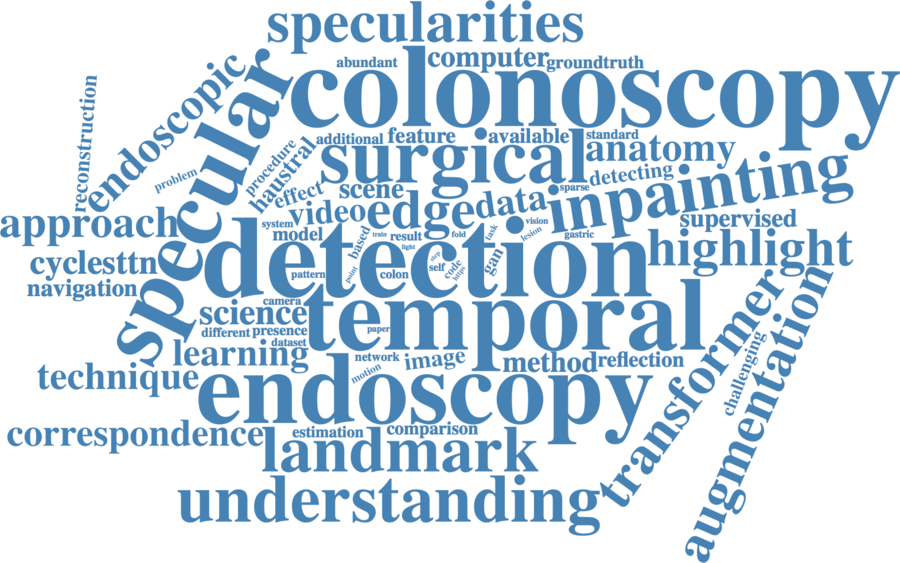 specularities
abundant
computer
groundtruth
colonoscopy
reconstruction
endoscopic
specular
additional
feature
available
standard
surgical
anatomy
problem
procedure
haustral
effect
scene
sparse
detecting
inpainting
approach
video
edge
data
supervised
system
model
based
train
result
light
fold
task
vision
lesion
gastric
detection
highlight
cyclesttn
pattern
point
colon
step
self
code
https
gan
navigation
camera
science
temporal
transformer
augmentation
different
presence
paper
dataset
learning
network
image
method
reflection
challenging
technique
motion
endoscopy
correspondence
estimation
comparison
landmark
understanding